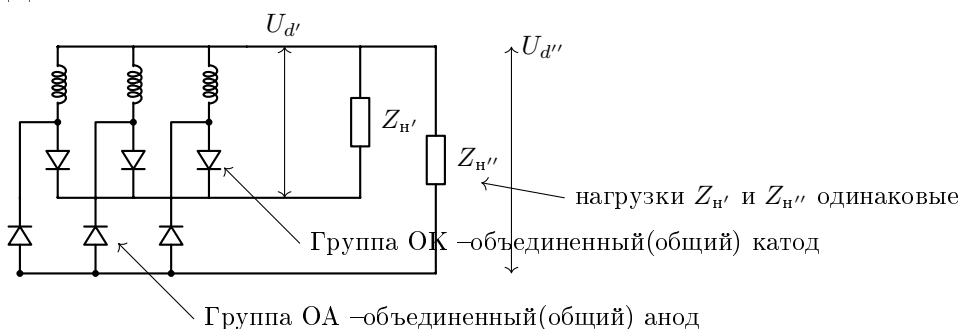 U_{d'}
U_{d''}
Z_{н'}
Z_{н''}
нагрузки Z_{н'} и Z_{н''} одинаковые
Группа ОК –объединенный(общий) катод
Группа ОА –объединенный(общий) анод